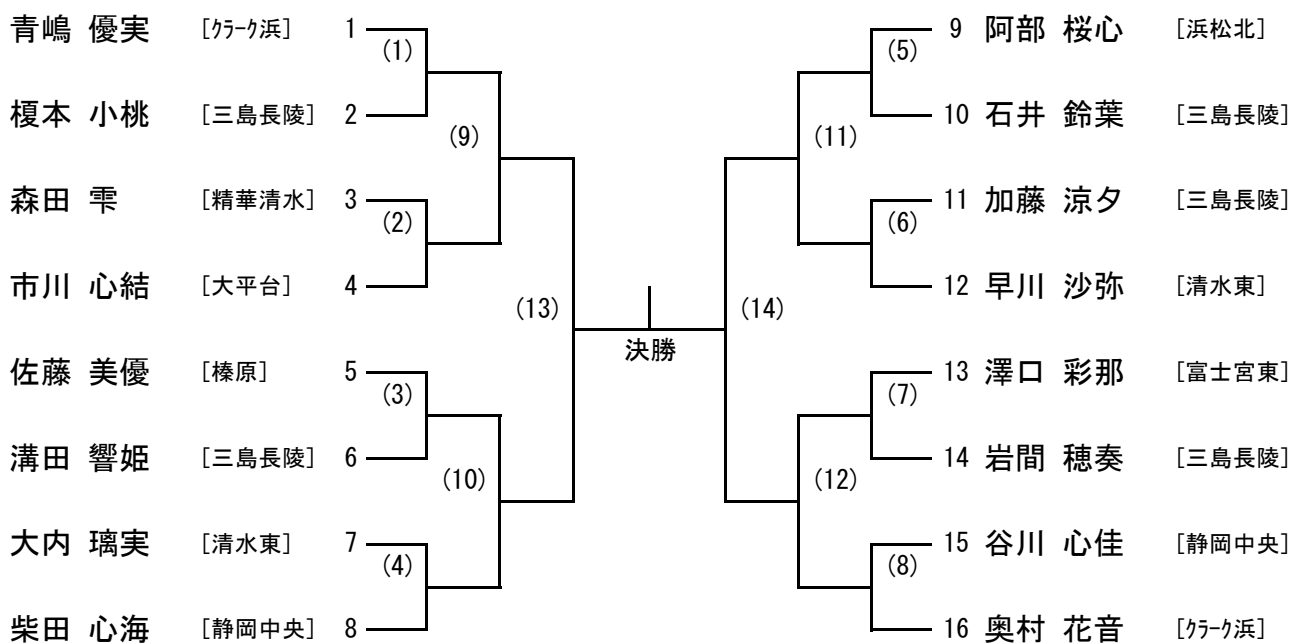 青嶋 優実 [クラーク浜] 1
(1)
榎本 小桃 [三島長陵] 2
(9)
森田 雫 [精華清水] 3
(2)
市川 心結 [大平台] 4
(13)
佐藤 美優 [榛原] 5
(3)
溝田 響姫 [三島長陵] 6
(10)
大内 璃実 [清水東] 7
(4)
柴田 心海 [静岡中央] 8
決勝
9 阿部 桜心 [浜松北]
(5)
10 石井 鈴葉 [三島長陵]
(11)
11 加藤 涼夕 [三島長陵]
(6)
12 早川 沙弥 [清水東]
(14)
13 澤口 彩那 [富士宮東]
(7)
14 岩間 穂奏 [三島長陵]
(12)
15 谷川 心佳 [静岡中央]
(8)
16 奥村 花音 [クラーク浜]